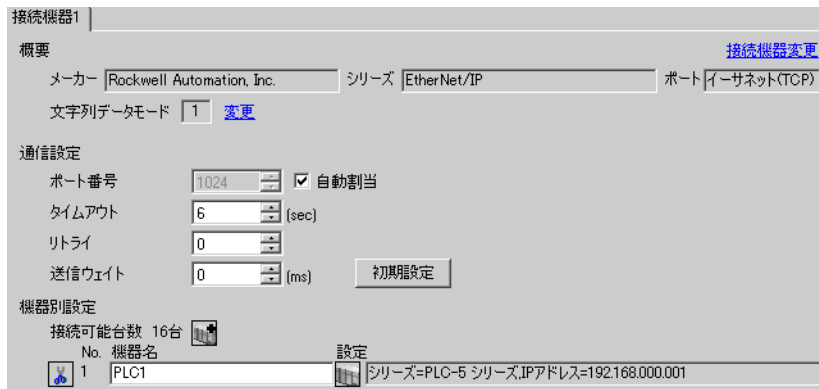 接続機器1
概要 接続機器変更
メーカー Rockwell Automation, Inc. シリーズ EtherNet/IP ポート イーサネット(TCP)
文字列データモード 1 変更
通信設定
ポート番号 1024 自動割当
タイムアウト 6 (sec)
リトライ 0
送信ウェイト 0 (ms) 初期設定
機器別設定
接続可能台数 16台
No. 機器名 設定
1 PLC1 シリーズ=PLC-5 シリーズ,IPアドレス=192.168.000.001